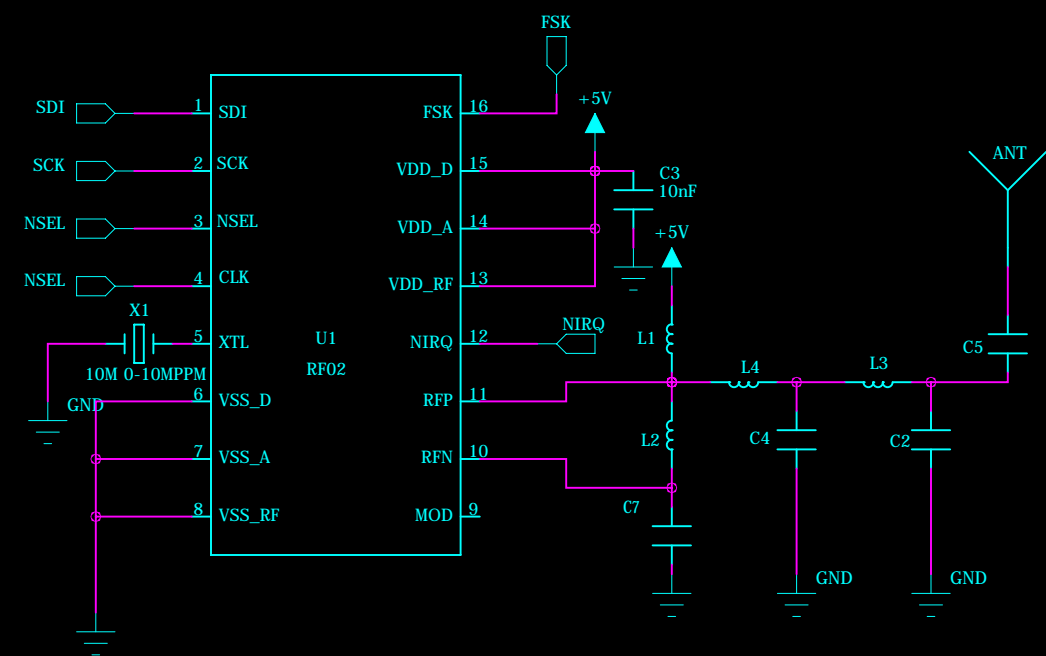 FSK
SDI
1
SDI
FSK
16
+5V
SCK
2
SCK
VDD_D
15
C3
10nF
ANT
NSEL
3
NSEL
VDD_A
14
+5V
NSEL
4
CLK
VDD_RF
13
X1
5
XTL
U1
NIRQ
12
NIRQ
L1
C5
10M 0-10MPPM
RF02
L4
L3
GND
6
VSS_D
RFP
11
7
VSS_A
RFN
10
L2
C4
C2
8
VSS_RF
MOD
9
C7
GND
GND